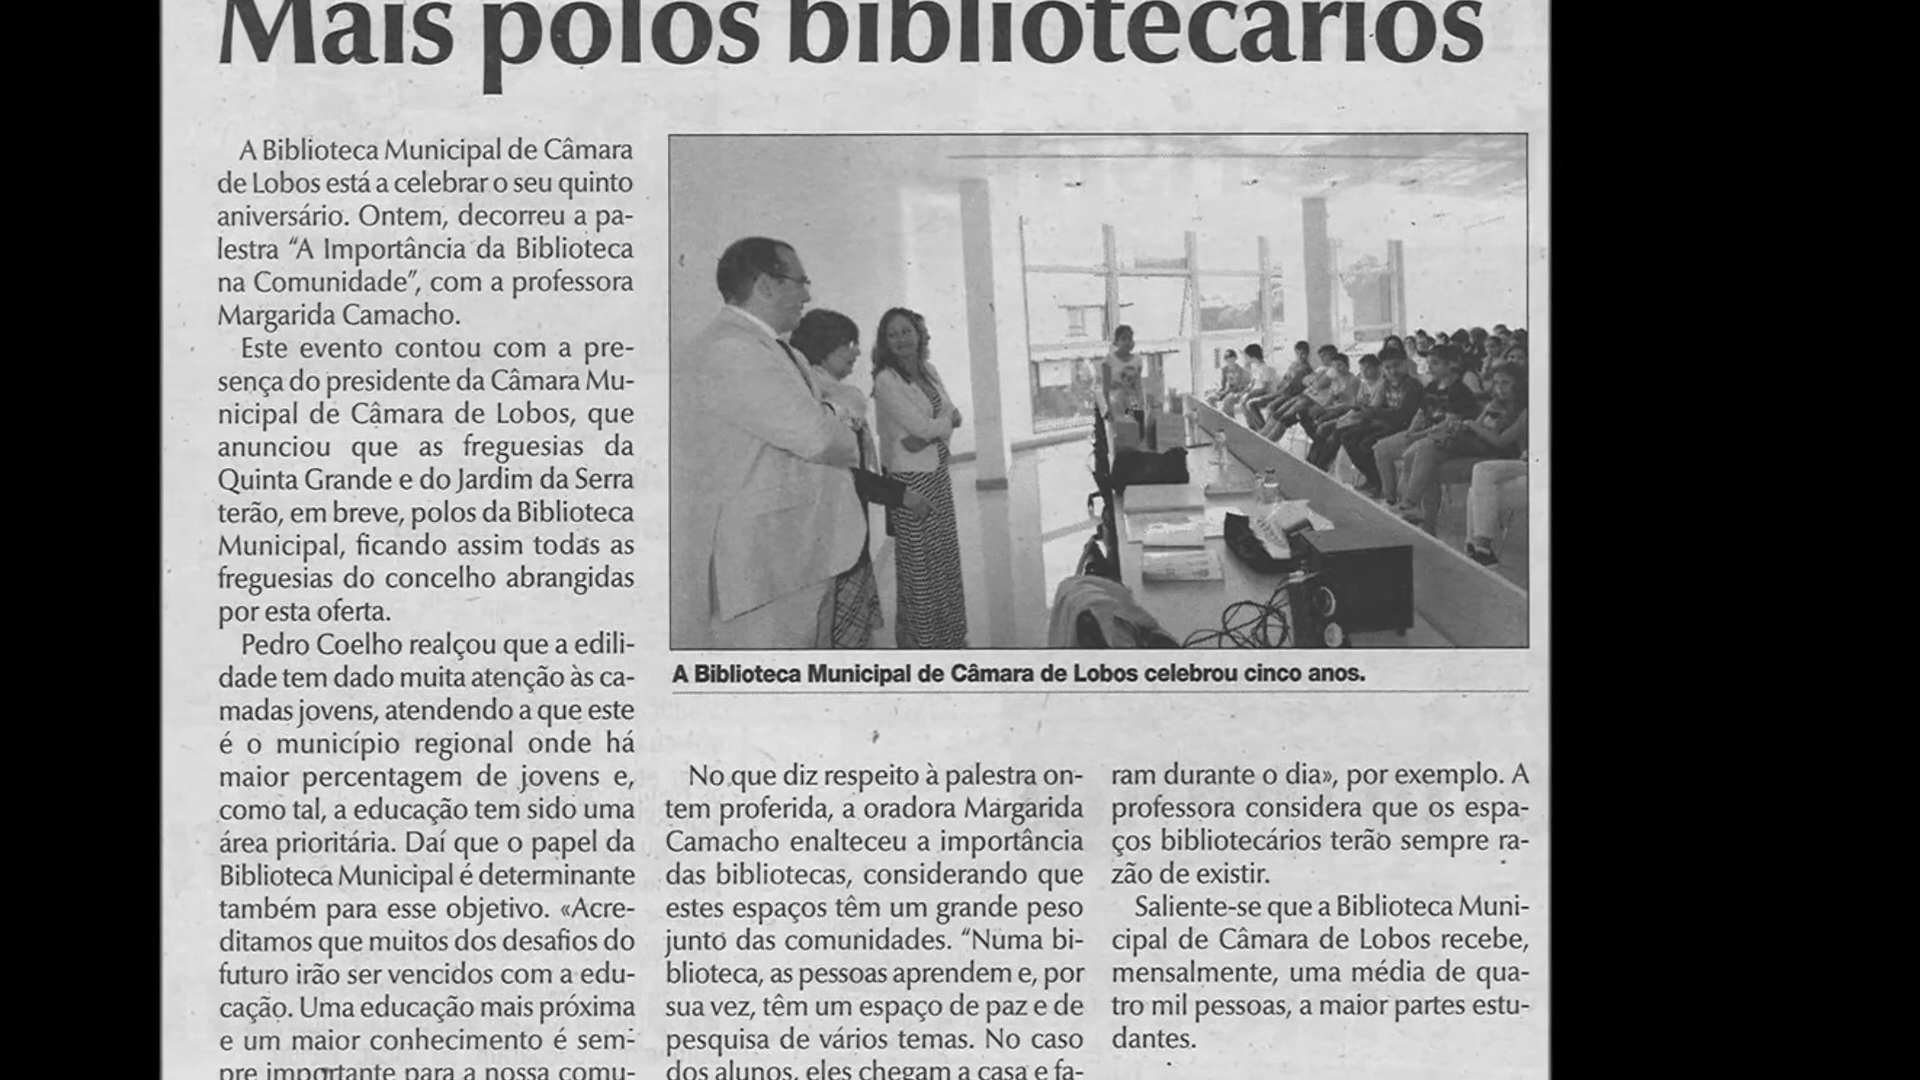 Mais polos bibliotecários
A Biblioteca Municipal de Câmara
de Lobos está a celebrar o seu quinto
aniversário. Ontem, decorreu a pa-
lestra “A Importância da Biblioteca
na Comunidade”, com a professora
Margarida Camacho.
Este evento contou com a pre-
sença do presidente da Câmara Mu-
nicipal de Câmara de Lobos, que
anunciou que as freguesias da
Quinta Grande e do Jardim da Serra
terão, em breve, polos da Biblioteca
Municipal, ficando assim todas as
freguesias do concelho abrangidas
por esta oferta.
Pedro Coelho realçou que a edili-
dade tem dado muita atenção às ca-
madas jovens, atendendo a que este
é o município regional onde há
maior percentagem de jovens e,
como tal, a educação tem sido uma
área prioritária. Daí que o papel da
Biblioteca Municipal é determinante
também para esse objetivo. «Acre-
ditamos que muitos dos desafios do
futuro irão ser vencidos com a edu-
cação. Uma educação mais próxima
e um maior conhecimento é sem-
pre importante para a nossa comu-
A Biblioteca Municipal de Câmara de Lobos celebrou cinco anos.
No que diz respeito à palestra on-
tem proferida, a oradora Margarida
Camacho enalteceu a importância
das bibliotecas, considerando que
estes espaços têm um grande peso
junto das comunidades. “Numa bi-
blioteca, as pessoas aprendem e, por
sua vez, têm um espaço de paz e de
pesquisa de vários temas. No caso
dos alunos, eles chegam a casa e fa-
ram durante o dia», por exemplo. A
professora considera que os espa-
ços bibliotecários terão sempre ra-
zão de existir.
Saliente-se que a Biblioteca Muni-
cipal de Câmara de Lobos recebe,
mensalmente, uma média de qua-
tro mil pessoas, a maior partes estu-
dantes.